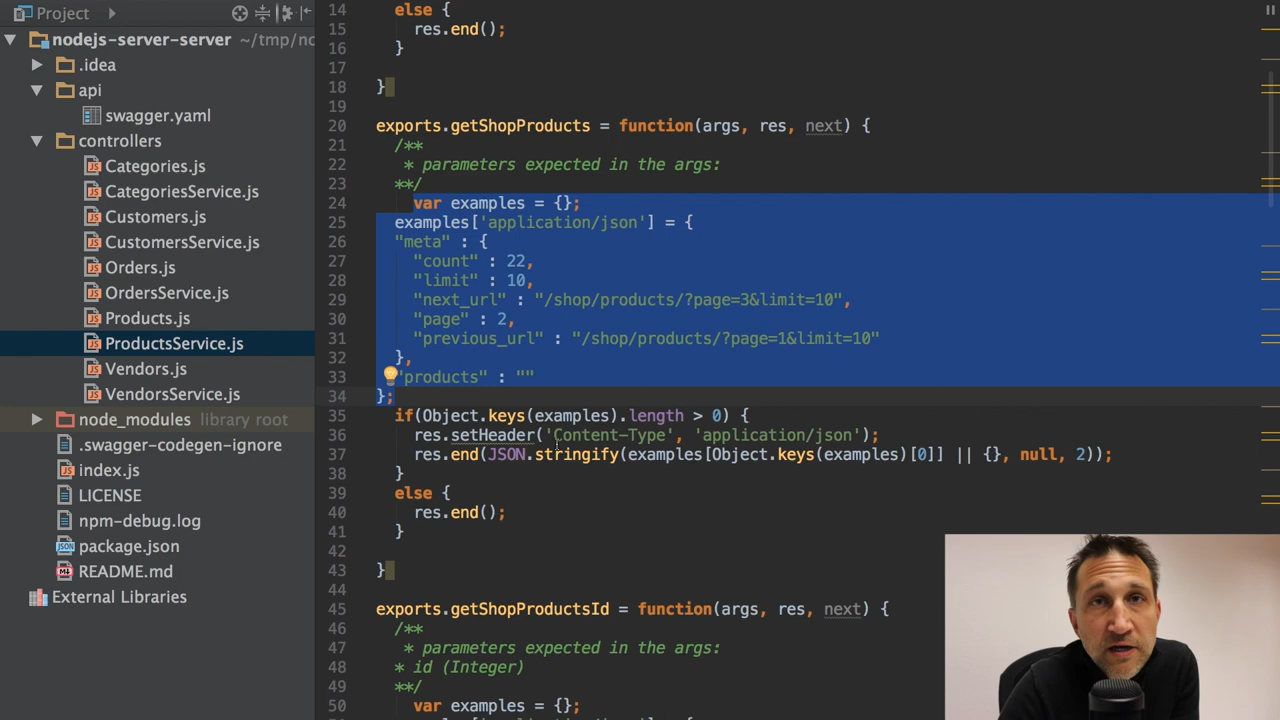 Project
nodejs-server-server ~/tmp/no
.idea
api
swagger.yaml
controllers
Categories.js
CategoriesService.js
Customers.js
CustomersService.js
Orders.js
OrdersService.js
Products.js
ProductsService.js
Vendors.js
VendorsService.js
node_modules library root
.swagger-codegen-ignore
index.js
LICENSE
npm-debug.log
package.json
README.md
External Libraries
14 else {
15 res.end();
16 }
17
18 }
19
20 exports.getShopProducts = function(args, res, next) {
21 /**
22 * parameters expected in the args:
23 **/
24 var examples = {};
25 examples['application/json'] = {
26 "meta" : {
27 "count" : 22,
28 "limit" : 10,
29 "next_url" : "/shop/products/?page=3&limit=10",
30 "page" : 2,
31 "previous_url" : "/shop/products/?page=1&limit=10"
32 },
33 "products" : ""
34 };
35 if(Object.keys(examples).length > 0) {
36 res.setHeader('Content-Type', 'application/json');
37 res.end(JSON.stringify(examples[Object.keys(examples)[0]] || {}, null, 2));
38 }
39 else {
40 res.end();
41 }
42
43 }
44
45 exports.getShopProductsId = function(args, res, next) {
46 /**
47 * parameters expected in the args:
48 * id (Integer)
49 **/
50 var examples = {};